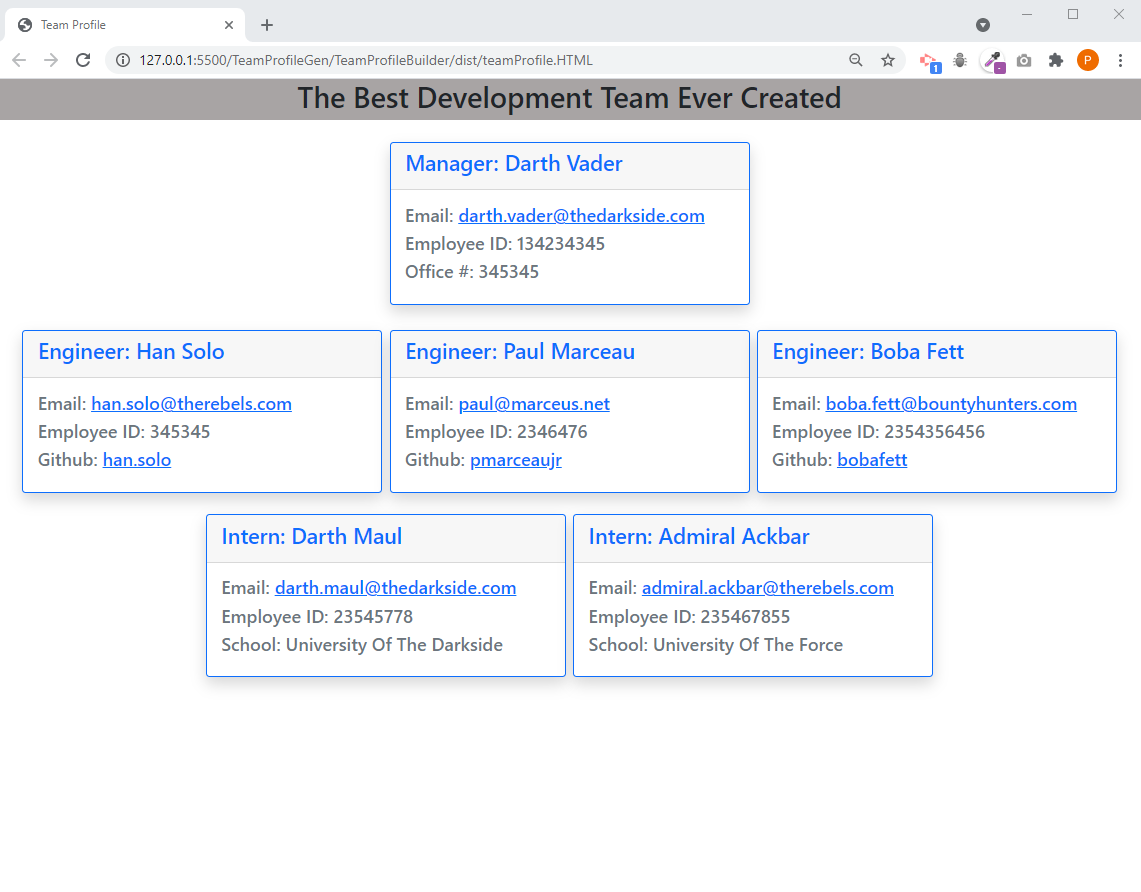 Team Profile
127.0.0.1:5500/TeamProfileGen/TeamProfileBuilder/dist/teamProfile.HTML
1
P
The Best Development Team Ever Created
Manager: Darth Vader
Email: darth.vader@thedarkside.com
Employee ID: 134234345
Office #: 345345
Engineer: Han Solo
Email: han.solo@therebels.com
Employee ID: 345345
Github: han.solo
Engineer: Paul Marceau
Email: paul@marceus.net
Employee ID: 2346476
Github: pmarceaujr
Engineer: Boba Fett
Email: boba.fett@bountyhunters.com
Employee ID: 2354356456
Github: bobafett
Intern: Darth Maul
Email: darth.maul@thedarkside.com
Employee ID: 23545778
School: University Of The Darkside
Intern: Admiral Ackbar
Email: admiral.ackbar@therebels.com
Employee ID: 235467855
School: University Of The Force